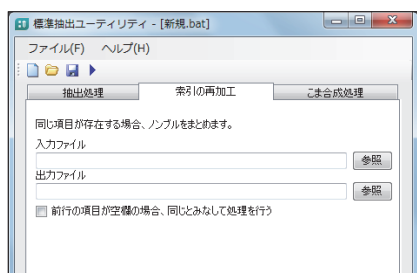 標準抽出ユーティリティ - [新規.bat]
ファイル(F) ヘルプ(H)
抽出処理 索引の再加工 こま合成処理
同じ項目が存在する場合、ノンブルをまとめます。
入力ファイル
参照
出力ファイル
参照
前行の項目が空欄の場合、同じとみなして処理を行う